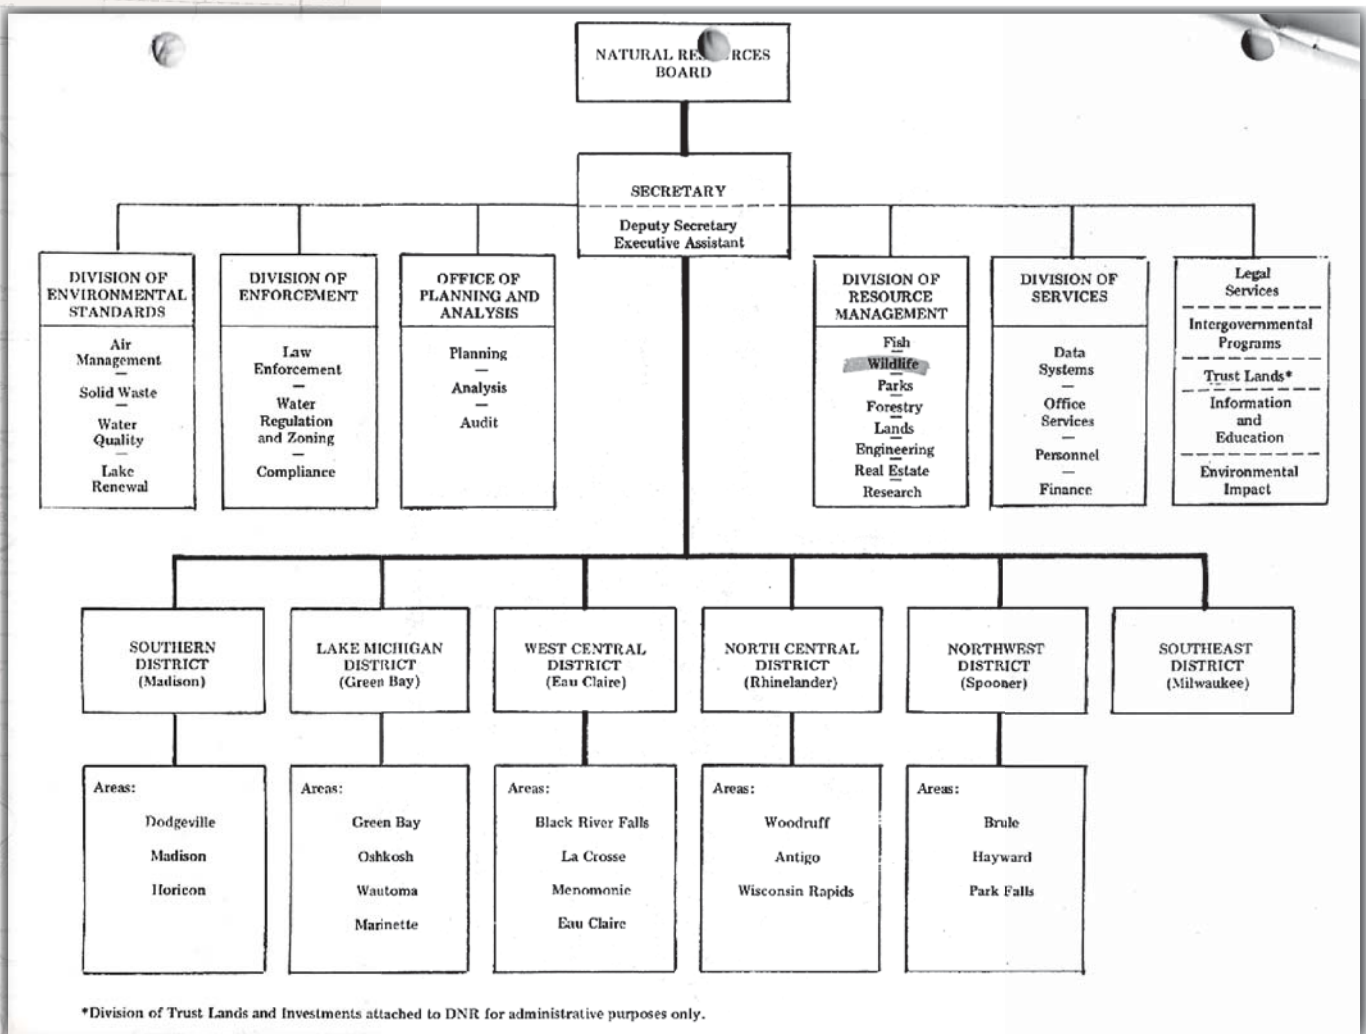 NATURAL RES RCES
BOARD
SECRETARY
Deputy Secretary
Executive Assistant
DIVISION OF
ENVIRONMENTAL
STANDARDS
Air
Management
Solid Waste
Water
Quality
Lake
Renewal
DIVISION OF
ENFORCEMENT
Law
Enforcement
Water
Regulation
and Zoning
Compliance
OFFICE OF
PLANNING AND
ANALYSIS
Planning
Analysis
Audit
DIVISION OF
RESOURCE
MANAGEMENT
Fish
Wildlife
Parks
Forestry
Lands
Engineering
Real Estate
Research
DIVISION OF
SERVICES
Data
Systems
Office
Services
Personnel
Finance
Legal
Services
Intergovernmental
Programs
Trust Lands*
Information
and
Education
Environmental
Impact
SOUTHERN
DISTRICT
(Madison)
LAKE MICHIGAN
DISTRICT
(Green Bay)
WEST CENTRAL
DISTRICT
(Eau Claire)
NORTH CENTRAL
DISTRICT
(Rhinelander)
NORTHWEST
DISTRICT
(Spooner)
SOUTHEAST
DISTRICT
(Milwaukee)
Areas:
Dodgeville
Madison
Horicon
Areas:
Green Bay
Oshkosh
Wautoma
Marinette
Areas:
Black River Falls
La Crosse
Menomonie
Eau Claire
Areas:
Woodruff
Antigo
Wisconsin Rapids
Areas:
Brule
Hayward
Park Falls
*Division of Trust Lands and Investments attached to DNR for administrative purposes only.